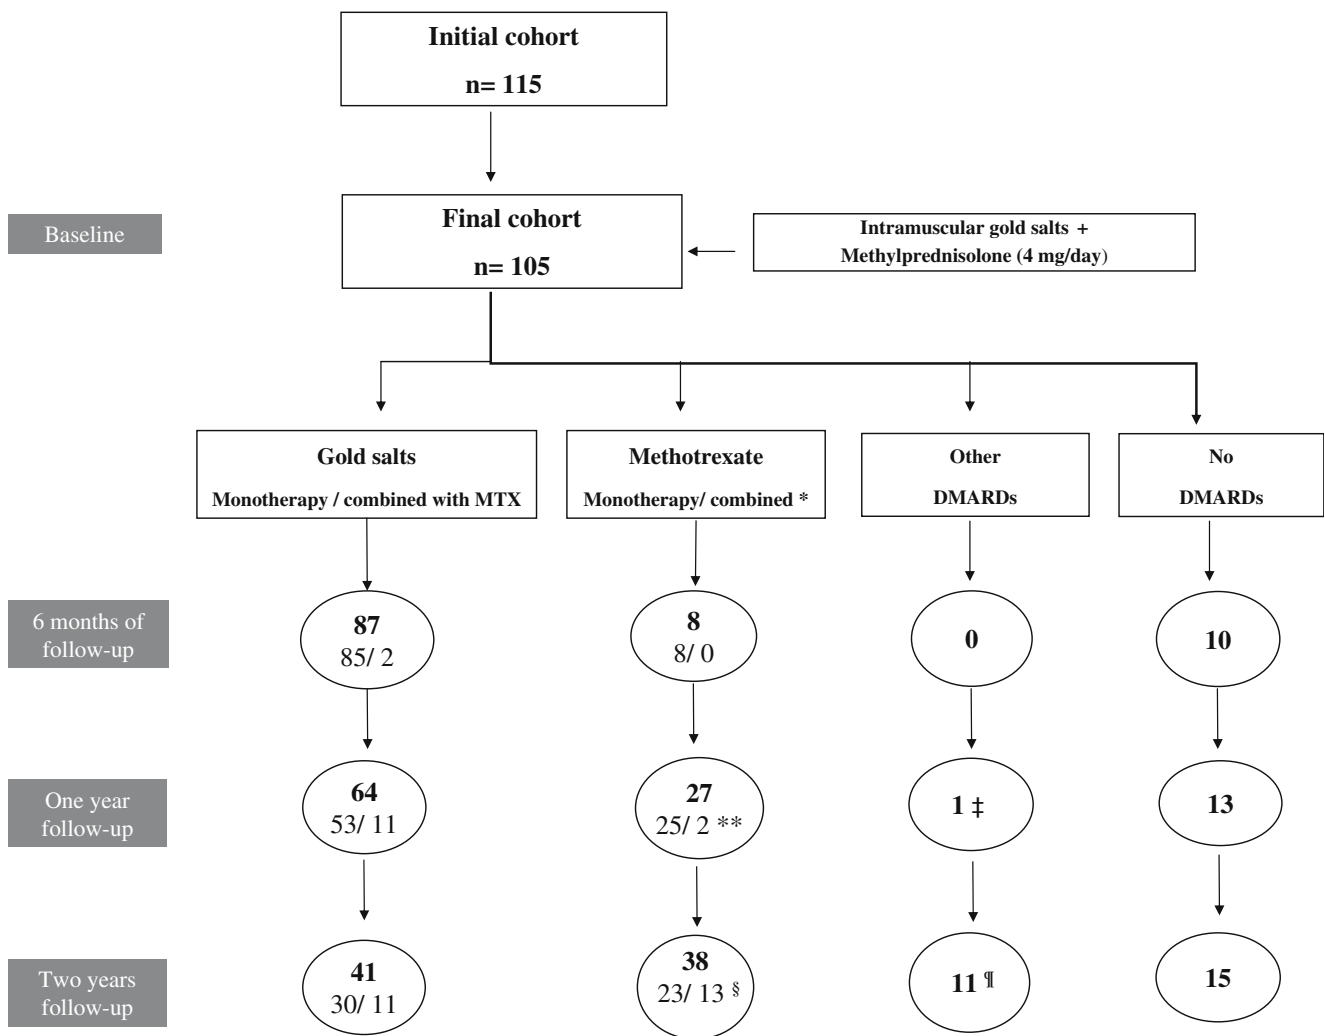 Initial cohort
n= 115
Baseline
Final cohort
n= 105
Intramuscular gold salts +
Methylprednisolone (4 mg/day)
Gold salts
Monotherapy / combined with MTX
Methotrexate
Monotherapy/ combined *
Other
DMARDs
No
DMARDs
6 months of
follow-up
87
85/ 2
8
8/ 0
0
10
One year
follow-up
64
53/ 11
27
25/ 2 **
1 ‡
13
Two years
follow-up
41
30/ 11
38
23/ 13 §
11 ¶
15